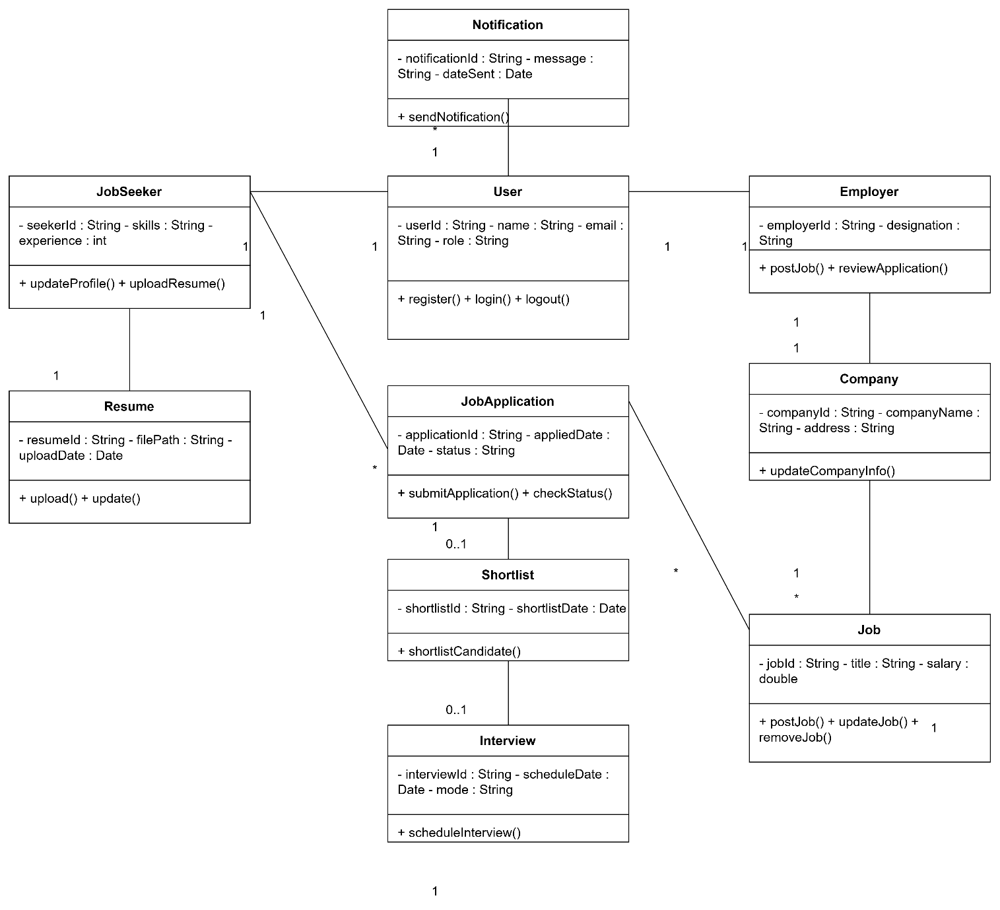 Notification
- notificationId : String - message :
String - dateSent : Date
+ sendNotification()
*
1
JobSeeker
- seekerId : String - skills : String -
experience : int
1
+ updateProfile() + uploadResume()
1
User
- userId : String - name : String - email :
String - role : String
1
+ register() + login() + logout()
1
Employer
- employerId : String - designation :
String
1
+ postJob() + reviewApplication()
1
1
1
Resume
- resumeId : String - filePath : String -
uploadDate : Date
+ upload() + update()
JobApplication
- applicationId : String - appliedDate :
Date - status : String
*
+ submitApplication() + checkStatus()
Company
- companyId : String - companyName :
String - address : String
+ updateCompanyInfo()
1
0..1
Shortlist
- shortlistId : String - shortlistDate : Date
+ shortlistCandidate()
*
1
*
Job
- jobId : String - title : String - salary :
double
+ postJob() + updateJob() +
removeJob()
1
0..1
Interview
- interviewId : String - scheduleDate :
Date - mode : String
+ scheduleInterview()
1